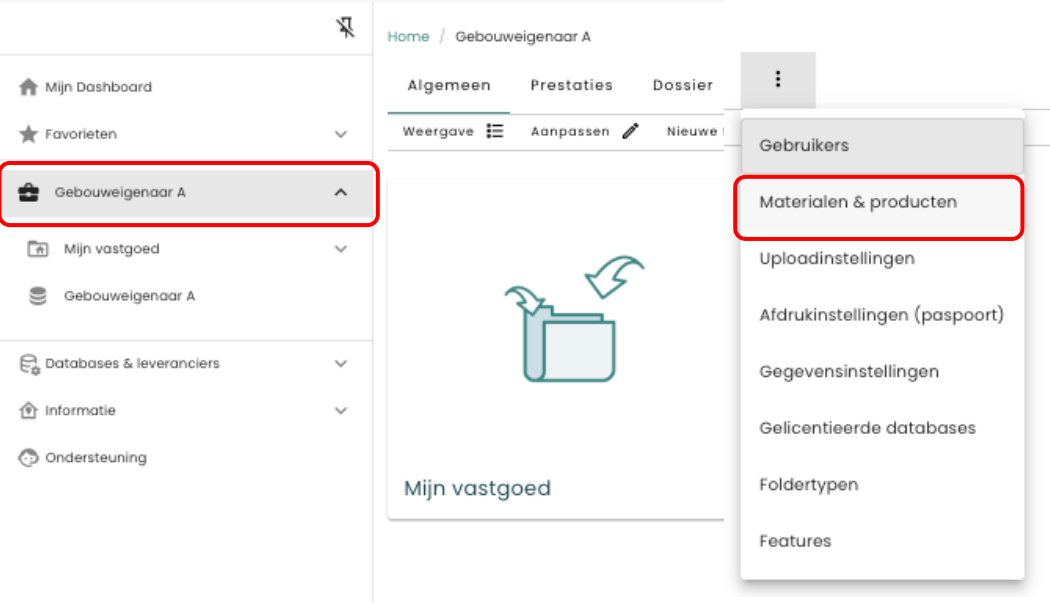 Mijn Dashboard
Favorieten
Gebouweigenaar A
Mijn vastgoed
Gebouweigenaar A
Databases & leveranciers
Informatie
Ondersteuning
Home / Gebouweigenaar A
Algemeen Prestaties Dossier
Weergave Aanpassen Nieuwe
Mijn vastgoed
Gebruikers
Materialen & producten
Uploadinstellingen
Afdrukinstellingen (paspoort)
Gegevensinstellingen
Gelicentieerde databases
Foldertypen
Features